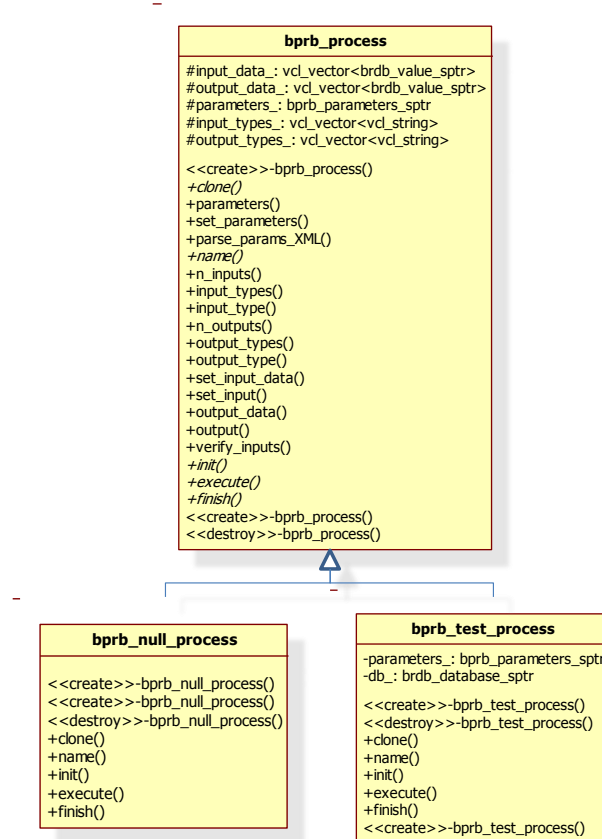 bprb_process
#input_data_: vcl_vector<brdb_value_sptr>
#output_data_: vcl_vector<brdb_value_sptr>
#parameters_: bprb_parameters_sptr
#input_types_: vcl_vector<vcl_string>
#output_types_: vcl_vector<vcl_string>
<<create>>-bprb_process()
+clone()
+parameters()
+set_parameters()
+parse_params_XML()
+name()
+n_inputs()
+input_types()
+input_type()
+n_outputs()
+output_types()
+output_type()
+set_input_data()
+set_input()
+output_data()
+output()
+verify_inputs()
+init()
+execute()
+finish()
<<create>>-bprb_process()
<<destroy>>-bprb_process()
bprb_null_process
<<create>>-bprb_null_process()
<<create>>-bprb_null_process()
<<destroy>>-bprb_null_process()
+clone()
+name()
+init()
+execute()
+finish()
bprb_test_process
-parameters_: bprb_parameters_sptr
-db_: brdb_database_sptr
<<create>>-bprb_test_process()
<<destroy>>-bprb_test_process()
+clone()
+name()
+init()
+execute()
+finish()
<<create>>-bprb_test_process()